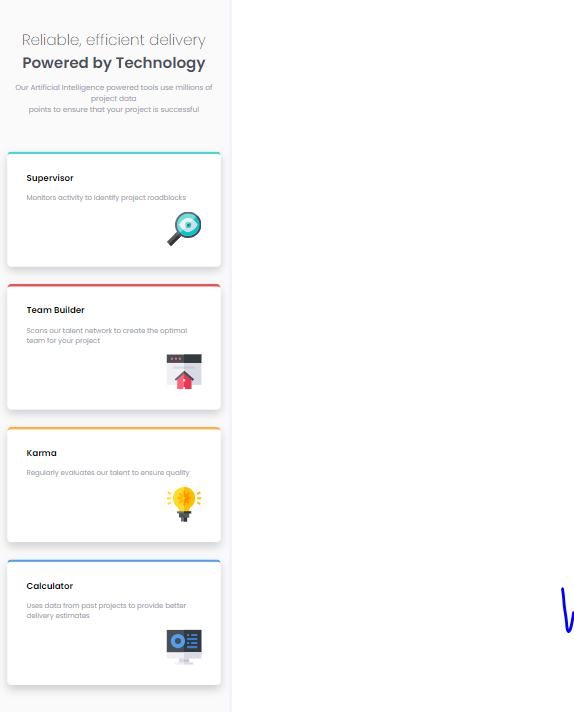 Reliable, efficient delivery
Powered by Technology
Our Artificial Intelligence powered tools use millions of
project data
points to ensure that your project is successful
Supervisor
Monitors activity to identify project roadblocks
Team Builder
Scans our talent network to create the optimal
team for your project
Karma
Regularly evaluates our talent to ensure quality
Calculator
Uses data from past projects to provide better
delivery estimates